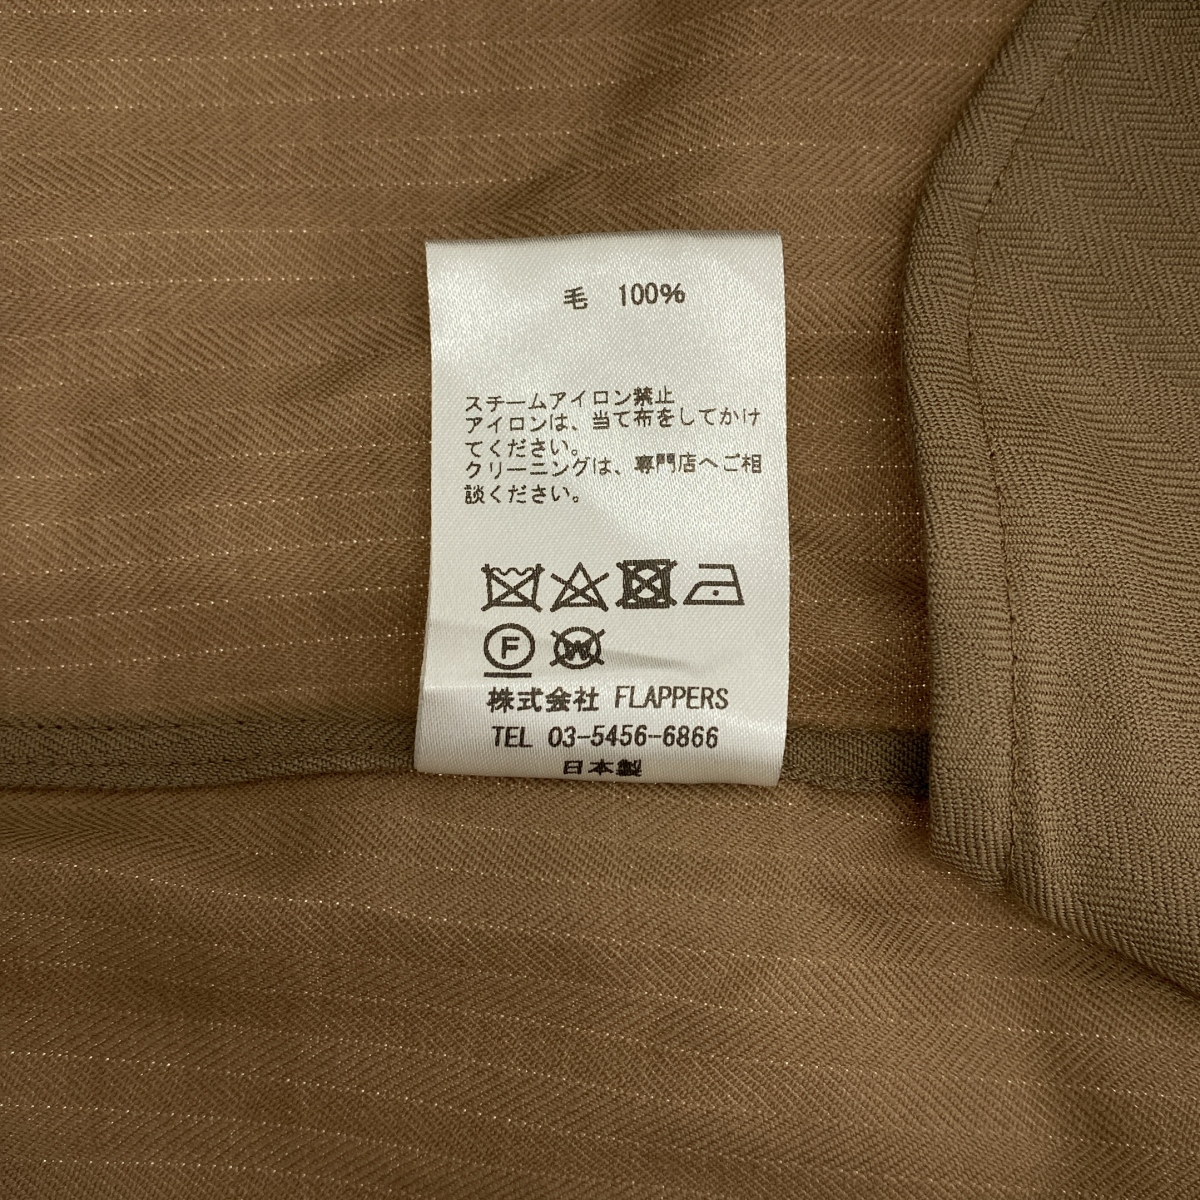 毛 100%
スチームアイロン禁止
アイロンは、当て布をしてかけ
てください。
クリーニングは、専門店へご相
談ください。
F W
株式会社 FLAPPERS
TEL 03-5456-6866
日本製